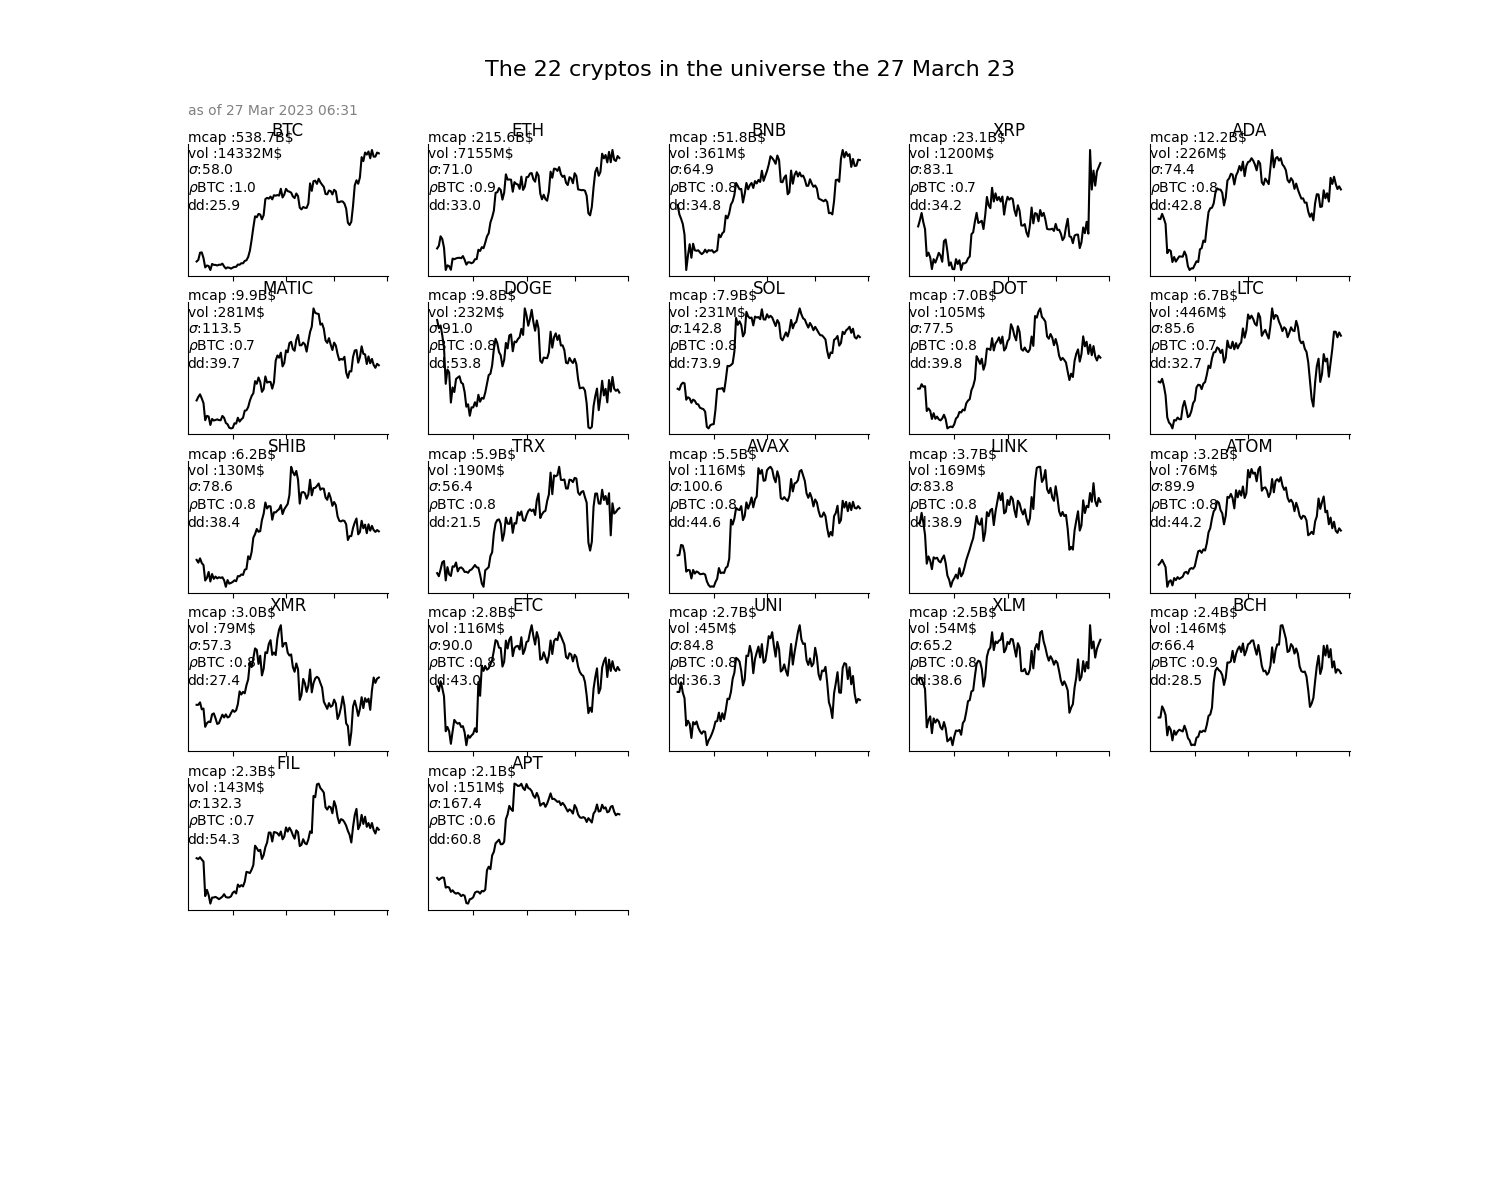 The 22 cryptos in the universe the 27 March 23
as of 27 Mar 2023 06:31
BTC
mcap :538.7B$
vol :14332M$
σ:58.0
ρBTC :1.0
dd:25.9
ETH
mcap :215.6B$
vol :7155M$
σ:71.0
ρBTC :0.9
dd:33.0
BNB
mcap :51.8B$
vol :361M$
σ:64.9
ρBTC :0.8
dd:34.8
XRP
mcap :23.1B$
vol :1200M$
σ:83.1
ρBTC :0.7
dd:34.2
ADA
mcap :12.2B$
vol :226M$
σ:74.4
ρBTC :0.8
dd:42.8
MATIC
mcap :9.9B$
vol :281M$
σ:113.5
ρBTC :0.7
dd:39.7
DOGE
mcap :9.8B$
vol :232M$
σ:91.0
ρBTC :0.8
dd:53.8
SOL
mcap :7.9B$
vol :231M$
σ:142.8
ρBTC :0.8
dd:73.9
DOT
mcap :7.0B$
vol :105M$
σ:77.5
ρBTC :0.8
dd:39.8
LTC
mcap :6.7B$
vol :446M$
σ:85.6
ρBTC :0.7
dd:32.7
SHIB
mcap :6.2B$
vol :130M$
σ:78.6
ρBTC :0.8
dd:38.4
TRX
mcap :5.9B$
vol :190M$
σ:56.4
ρBTC :0.8
dd:21.5
AVAX
mcap :5.5B$
vol :116M$
σ:100.6
ρBTC :0.8
dd:44.6
LINK
mcap :3.7B$
vol :169M$
σ:83.8
ρBTC :0.8
dd:38.9
ATOM
mcap :3.2B$
vol :76M$
σ:89.9
ρBTC :0.8
dd:44.2
XMR
mcap :3.0B$
vol :79M$
σ:57.3
ρBTC :0.8
dd:27.4
ETC
mcap :2.8B$
vol :116M$
σ:90.0
ρBTC :0.8
dd:43.0
UNI
mcap :2.7B$
vol :45M$
σ:84.8
ρBTC :0.8
dd:36.3
XLM
mcap :2.5B$
vol :54M$
σ:65.2
ρBTC :0.8
dd:38.6
BCH
mcap :2.4B$
vol :146M$
σ:66.4
ρBTC :0.9
dd:28.5
FIL
mcap :2.3B$
vol :143M$
σ:132.3
ρBTC :0.7
dd:54.3
APT
mcap :2.1B$
vol :151M$
σ:167.4
ρBTC :0.6
dd:60.8